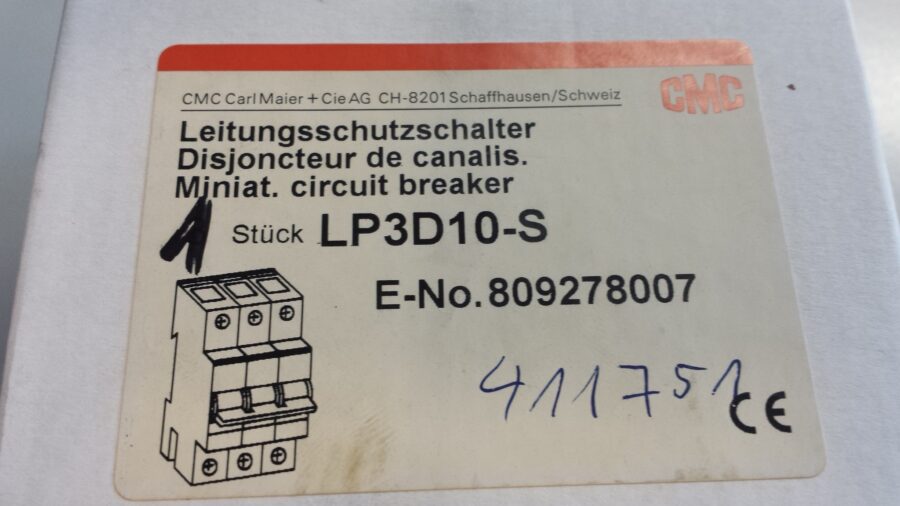 CMC Carl Maier + Cie AG CH-8201 Schaffhausen/Schweiz
CMC
Leitungsschutzschalter
Disjoncteur de canalis.
Miniat. circuit breaker
1 Stück LP3D10-S
E-No. 809278007
411751
CE